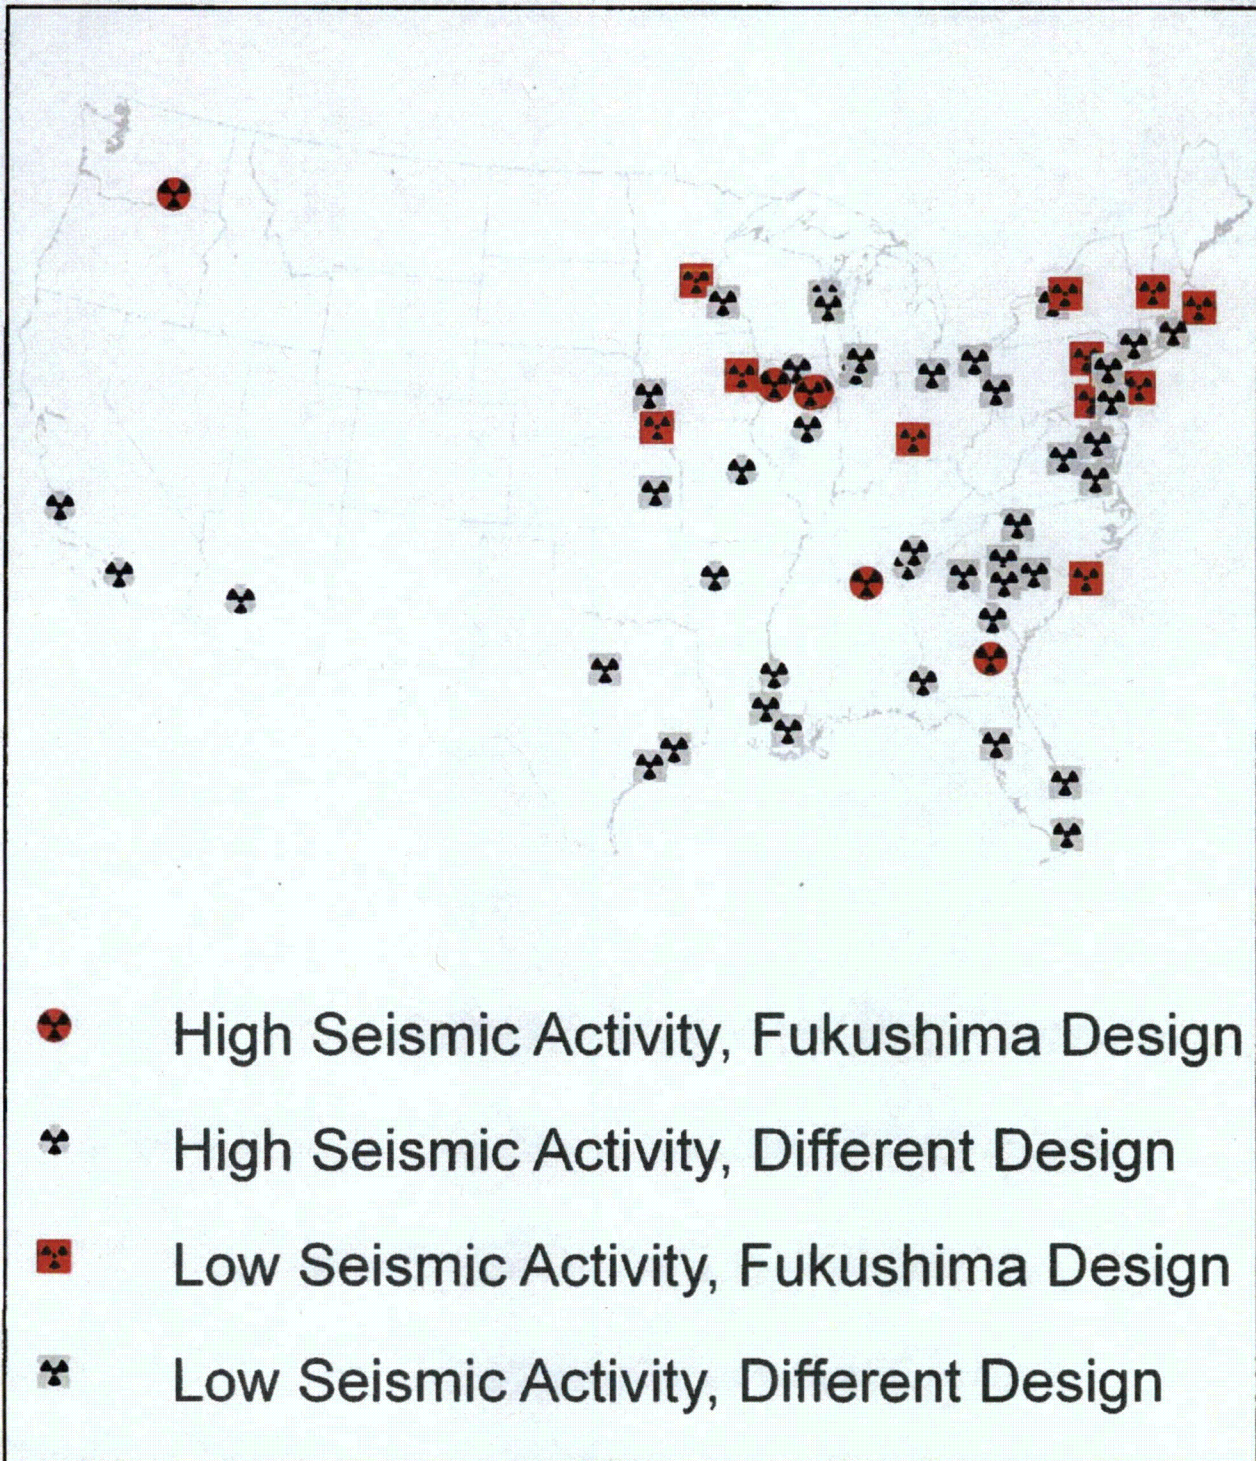 High Seismic Activity, Fukushima Design
High Seismic Activity, Different Design
Low Seismic Activity, Fukushima Design
Low Seismic Activity, Different Design